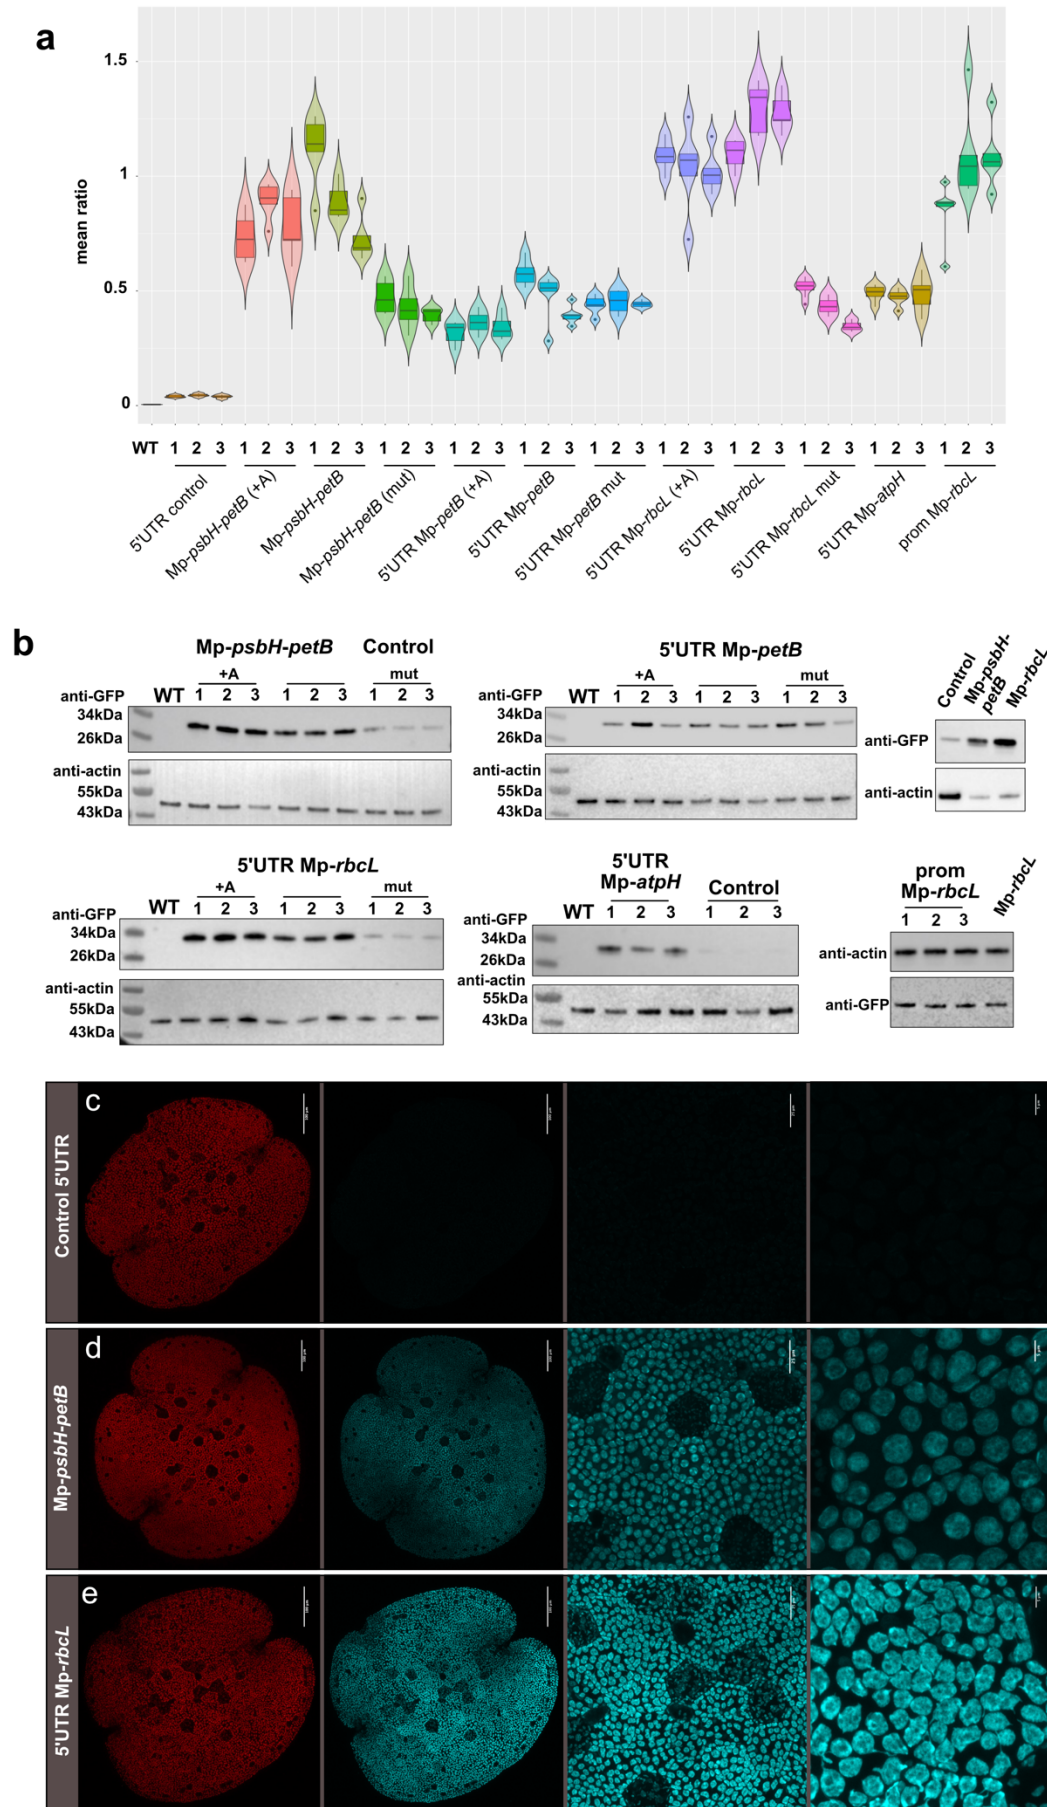 a
mean ratio
1.5
1
0.5
0
WT 1 2 3 1 2 3 1 2 3 1 2 3 1 2 3 1 2 3 1 2 3 1 2 3 1 2 3 1 2 3 1 2 3 1 2 3
5'UTR control
Mp-psbH-petB (+A)
Mp-psbH-petB
Mp-psbH-petB (mut)
5'UTR Mp-petB (+A)
5'UTR Mp-petB
5'UTR Mp-petB mut
5'UTR Mp-rbcL (+A)
5'UTR Mp-rbcL
5'UTR Mp-rbcL mut
5'UTR Mp-atpH
prom Mp-rbcL
b
Mp-psbH-petB Control
+A mut
anti-GFP WT 1 2 3 1 2 3 1 2 3
34kDa
26kDa
anti-actin
55kDa
43kDa
5'UTR Mp-petB
+A mut
anti-GFP WT 1 2 3 1 2 3 1 2 3
34kDa
26kDa
anti-actin
55kDa
43kDa
Control
Mp-psbH-
petB
Mp-rbcL
anti-GFP
anti-actin
5'UTR Mp-rbcL
+A mut
anti-GFP WT 1 2 3 1 2 3 1 2 3
34kDa
26kDa
anti-actin
55kDa
43kDa
5'UTR
Mp-atpH Control
anti-GFP WT 1 2 3 1 2 3
34kDa
26kDa
anti-actin
55kDa
43kDa
prom
Mp-rbcL
Mp-rbcL
1 2 3
anti-actin
anti-GFP
c
Control 5'UTR
d
Mp-psbH-petB
e
5'UTR Mp-rbcL